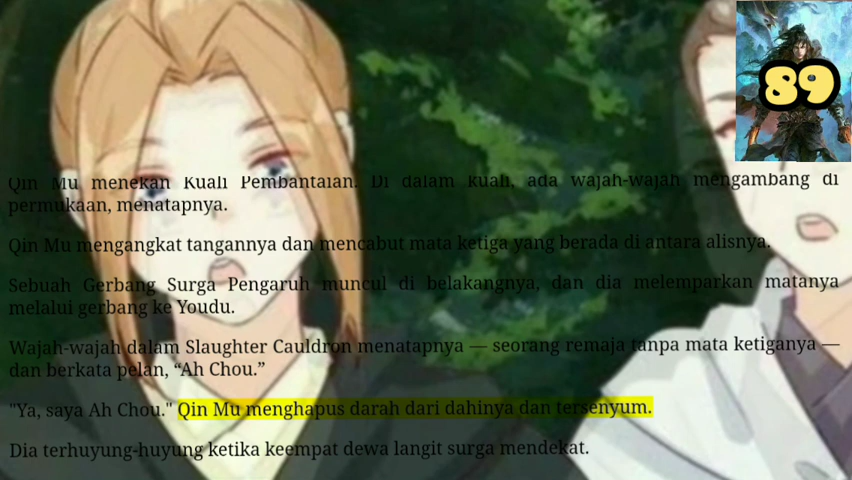 89
Qin Mu menekan Kuali Pembantaian. Di dalam kuali, ada wajah-wajah mengambang di
permukaan, menatapnya.
Qin Mu mengangkat tangannya dan mencabut mata ketiga yang berada di antara alisnya.
Sebuah Gerbang Surga Pengaruh muncul di belakangnya, dan dia melemparkan matanya
melalui gerbang ke Youdu.
Wajah-wajah dalam Slaughter Cauldron menatapnya — seorang remaja tanpa mata ketiganya —
dan berkata pelan, “Ah Chou.”
"Ya, saya Ah Chou." Qin Mu menghapus darah dari dahinya dan tersenyum.
Dia terhuyung-huyung ketika keempat dewa langit surga mendekat.